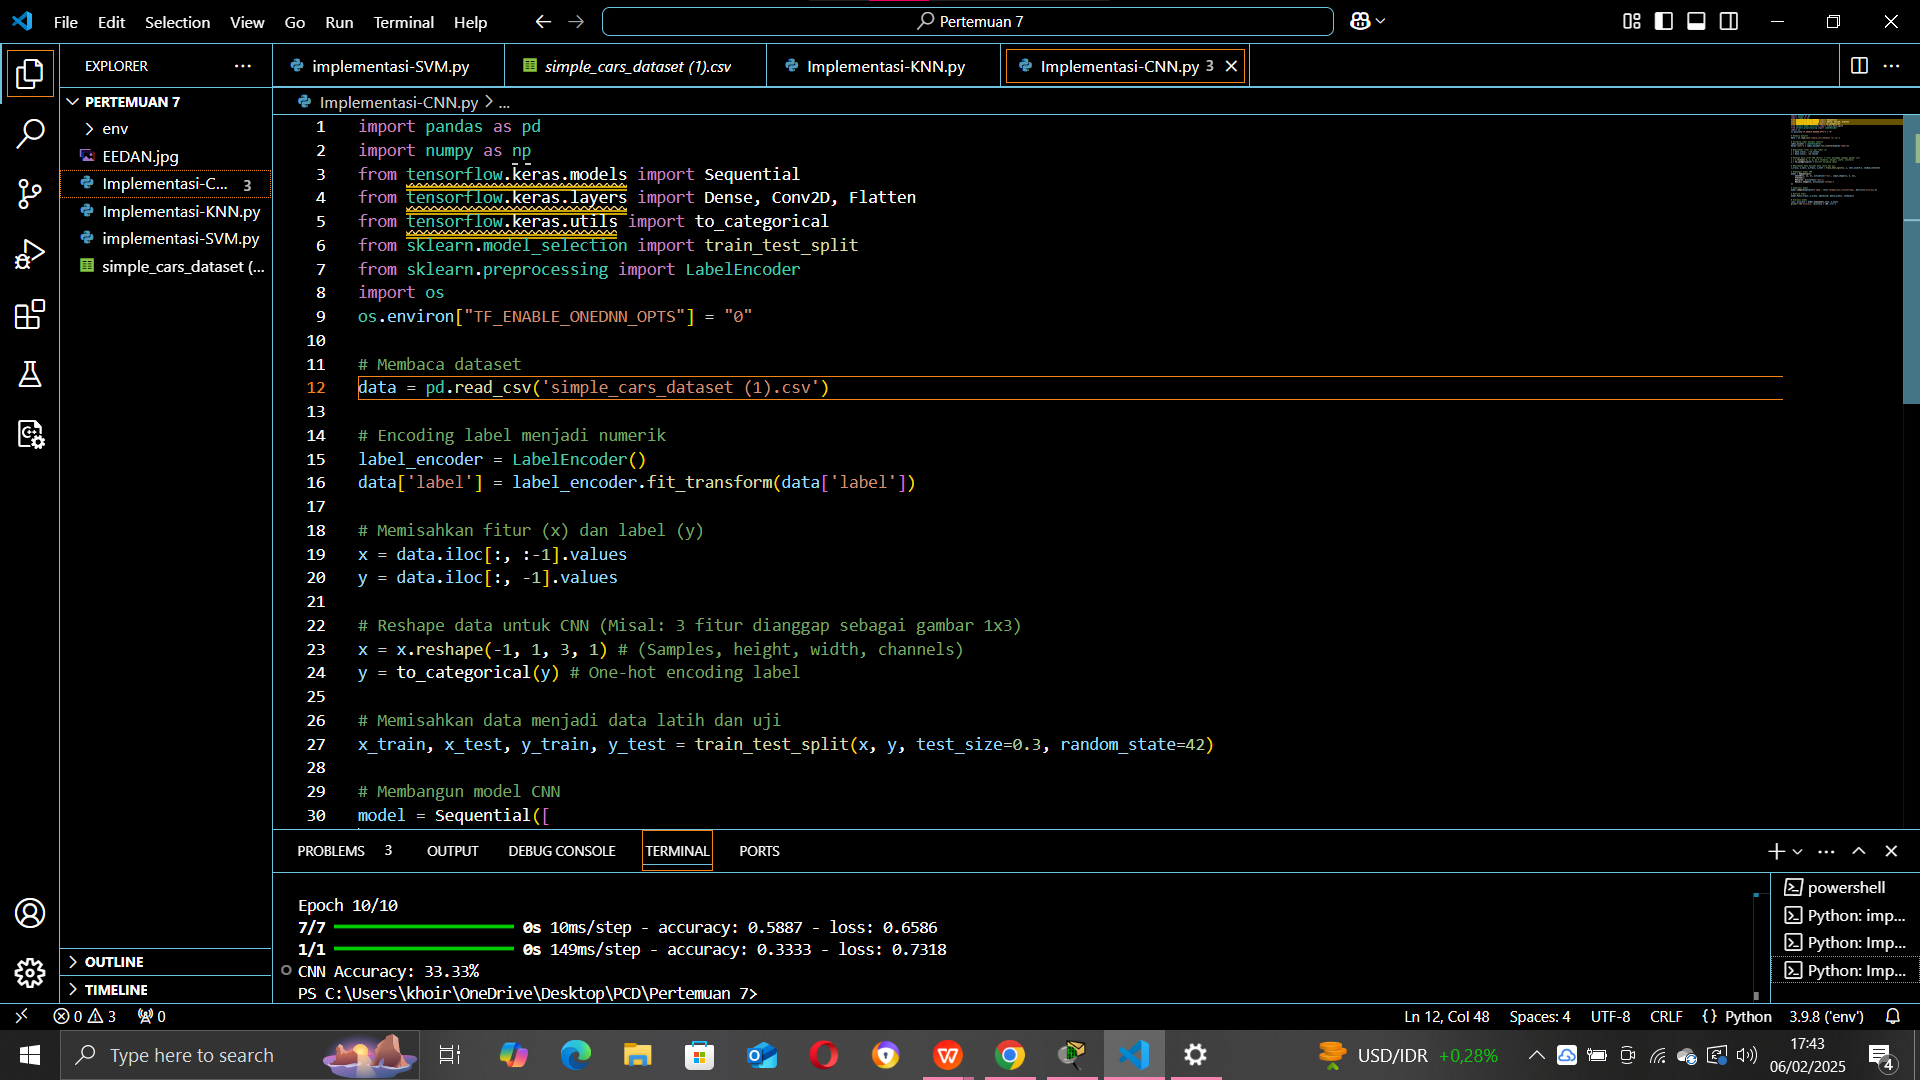 File Edit Selection View Go Run Terminal Help
Pertemuan 7
EXPLORER
implementasi-SVM.py
simple_cars_dataset (1).csv
Implementasi-KNN.py
Implementasi-CNN.py 3
PERTEMUAN 7
env
EEDAN.jpg
Implementasi-C... 3
Implementasi-KNN.py
implementasi-SVM.py
simple_cars_dataset (...
OUTLINE
TIMELINE
Implementasi-CNN.py > ...
1 import pandas as pd
2 import numpy as np
3 from tensorflow.keras.models import Sequential
4 from tensorflow.keras.layers import Dense, Conv2D, Flatten
5 from tensorflow.keras.utils import to_categorical
6 from sklearn.model_selection import train_test_split
7 from sklearn.preprocessing import LabelEncoder
8 import os
9 os.environ["TF_ENABLE_ONEDNN_OPTS"] = "0"
10
11 # Membaca dataset
12 data = pd.read_csv('simple_cars_dataset (1).csv')
13
14 # Encoding label menjadi numerik
15 label_encoder = LabelEncoder()
16 data['label'] = label_encoder.fit_transform(data['label'])
17
18 # Memisahkan fitur (x) dan label (y)
19 x = data.iloc[:, :-1].values
20 y = data.iloc[:, -1].values
21
22 # Reshape data untuk CNN (Misal: 3 fitur dianggap sebagai gambar 1x3)
23 x = x.reshape(-1, 1, 3, 1) # (Samples, height, width, channels)
24 y = to_categorical(y) # One-hot encoding label
25
26 # Memisahkan data menjadi data latih dan uji
27 x_train, x_test, y_train, y_test = train_test_split(x, y, test_size=0.3, random_state=42)
28
29 # Membangun model CNN
30 model = Sequential([
PROBLEMS 3 OUTPUT DEBUG CONSOLE TERMINAL PORTS
Epoch 10/10
7/7 0s 10ms/step - accuracy: 0.5887 - loss: 0.6586
1/1 0s 149ms/step - accuracy: 0.3333 - loss: 0.7318
CNN Accuracy: 33.33%
PS C:\Users\khoir\OneDrive\Desktop\PCD\Pertemuan 7>
powershell
Python: imp...
Python: Imp...
Python: Imp...
0 3 0
Ln 12, Col 48 Spaces: 4 UTF-8 CRLF {} Python 3.9.8 ('env')
Type here to search
USD/IDR +0,28%
17:43
06/02/2025
4